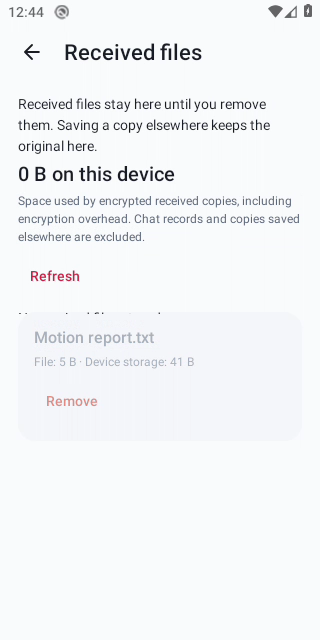 12:44
Received files
Received files stay here until you remove
them. Saving a copy elsewhere keeps the
original here.
0 B on this device
Space used by encrypted received copies, including
encryption overhead. Chat records and copies saved
elsewhere are excluded.
Refresh
Motion report.txt
File: 5 B · Device storage: 41 B
Remove